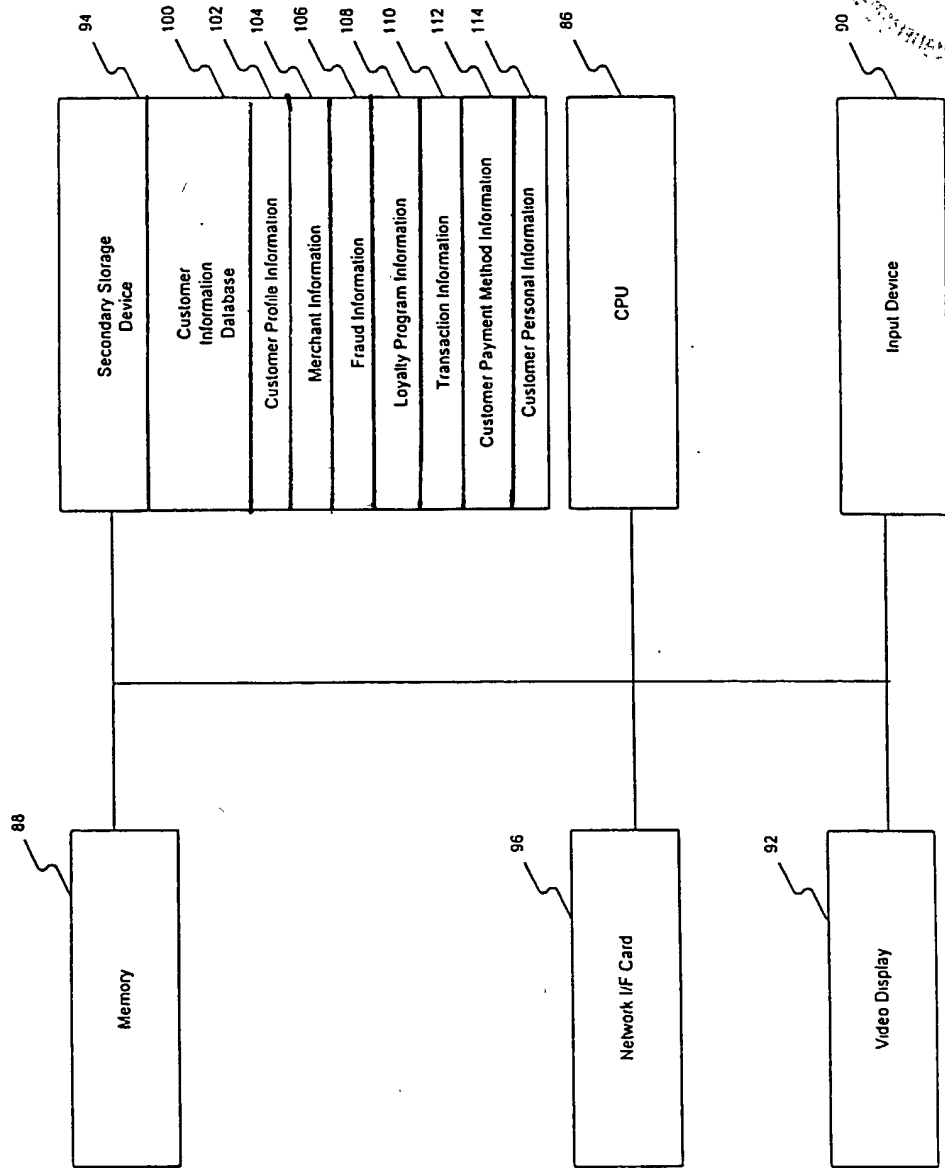 94
Secondary Storage
Device
100
Customer
Information
Database
102
Customer Profile Information
104
Merchant Information
106
Fraud Information
108
Loyalty Program Information
110
Transaction Information
112
Customer Payment Method Information
114
Customer Personal Information
88
Memory
86
CPU
96
Network I/F Card
90
Input Device
92
Video Display